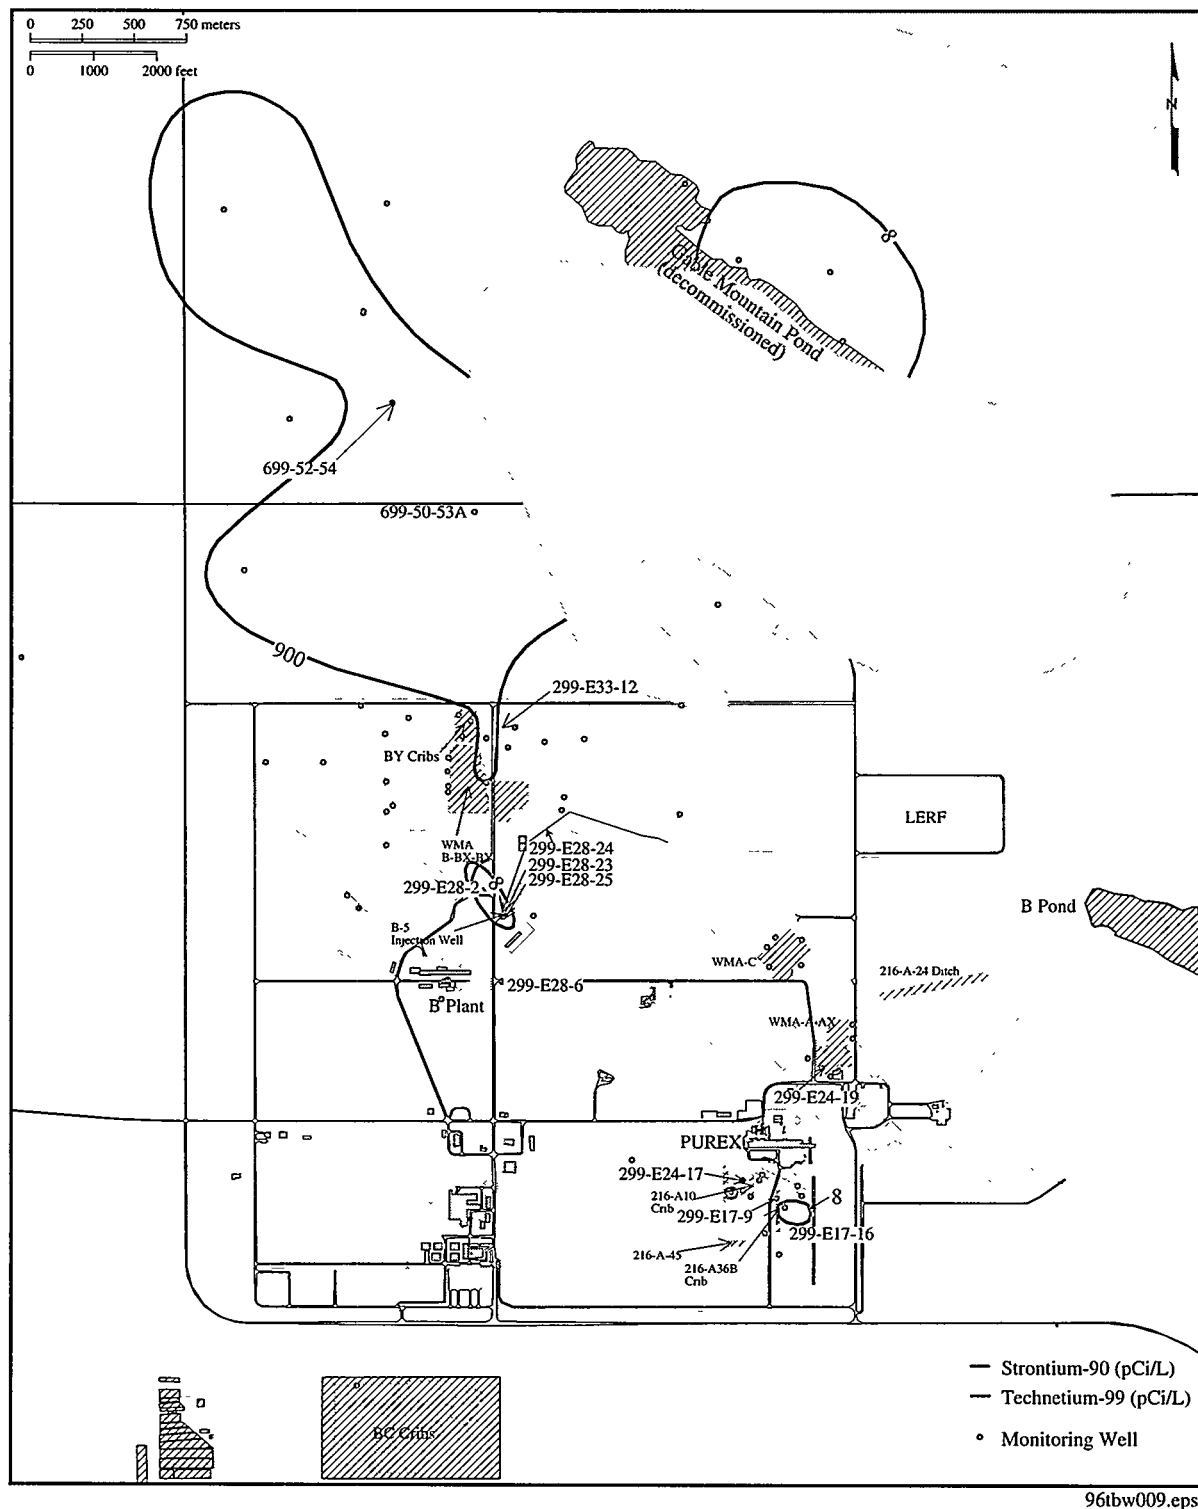 0 250 500 750 meters
0 1000 2000 feet
N
Gable Mountain Pond
(decommissioned)
699-52-54
699-50-53A
900
299-E33-12
BY Cribs
WMA
B-BX-BY
LERF
299-E28-24
299-E28-23
299-E28-25
299-E28-2
B Pond
B-5
Injection Well
WMA-C
216-A-24 Ditch
299-E28-6
B Plant
WMA-A-AX
299-E24-19
PUREX
299-E24-17
216-A10
Crib
8
299-E17-9
299-E17-16
216-A-45
216-A36B
Crib
Strontium-90 (pCi/L)
Technetium-99 (pCi/L)
Monitoring Well
BC Cribs
96tbw009.eps